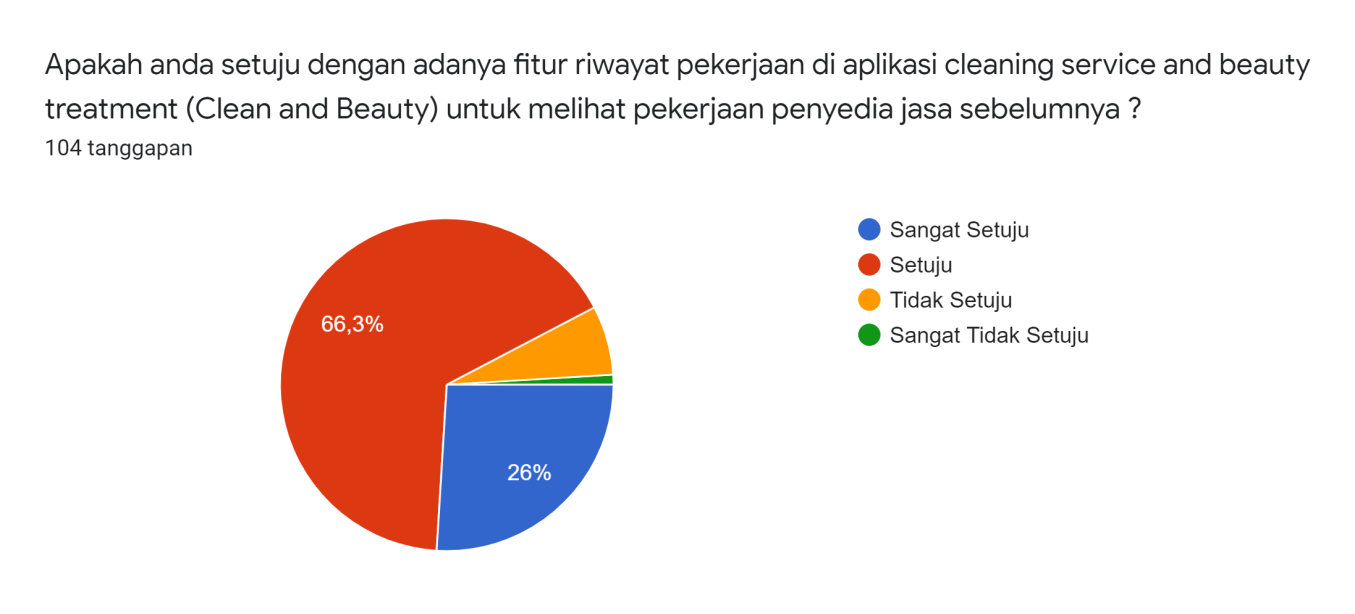 Apakah anda setuju dengan adanya fitur riwayat pekerjaan di aplikasi cleaning service and beauty
treatment (Clean and Beauty) untuk melihat pekerjaan penyedia jasa sebelumnya ?
104 tanggapan
Sangat Setuju
Setuju
Tidak Setuju
Sangat Tidak Setuju
66,3%
26%